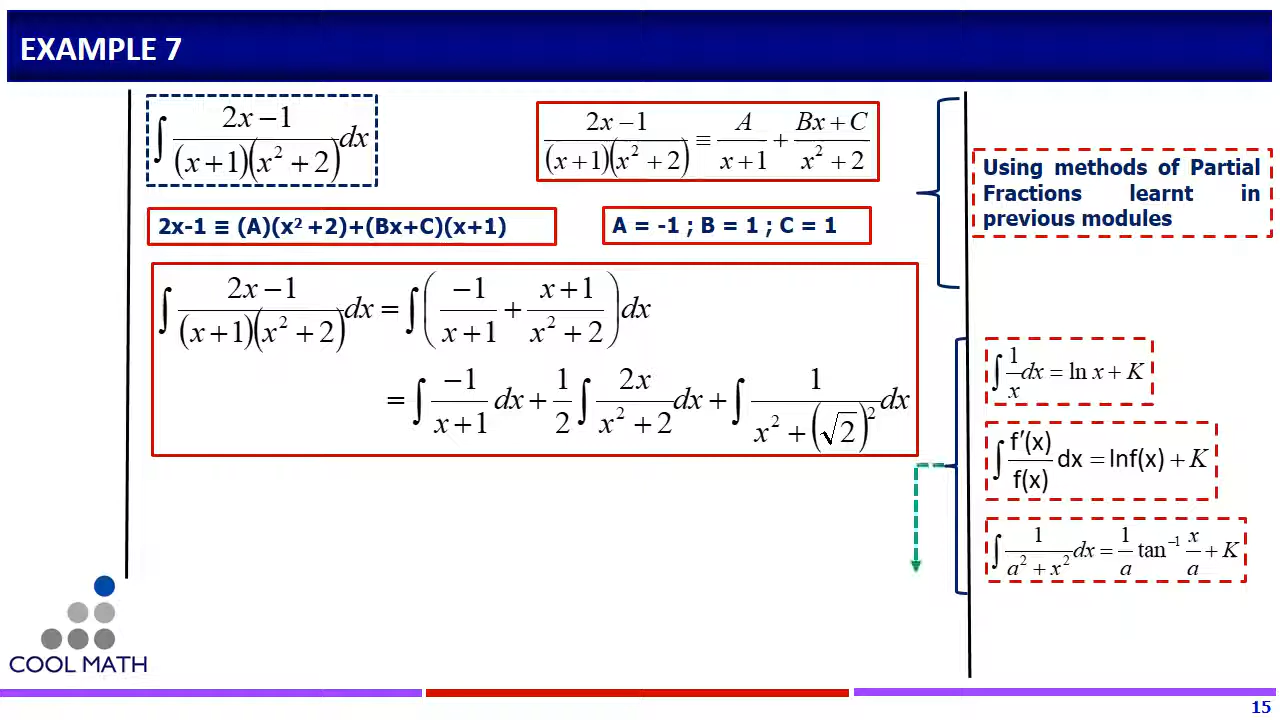 EXAMPLE 7
∫ (2x − 1)/((x+1)(x² + 2)) dx
(2x − 1)/((x+1)(x² + 2)) ≡ A/(x+1) + (Bx + C)/(x² + 2)
Using methods of Partial
Fractions learnt in
previous modules
2x-1 ≡ (A)(x² +2)+(Bx+C)(x+1)
A = -1 ; B = 1 ; C = 1
∫ (2x − 1)/((x+1)(x² + 2)) dx = ∫ (−1/(x+1) + (x+1)/(x² + 2)) dx
= ∫ −1/(x+1) dx + 1/2 ∫ 2x/(x² + 2) dx + ∫ 1/(x² + (√2)²) dx
∫ 1/x dx = ln x + K
∫ f′(x)/f(x) dx = lnf(x) + K
∫ 1/(a² + x²) dx = 1/a tan⁻¹ x/a + K
COOL MATH
15